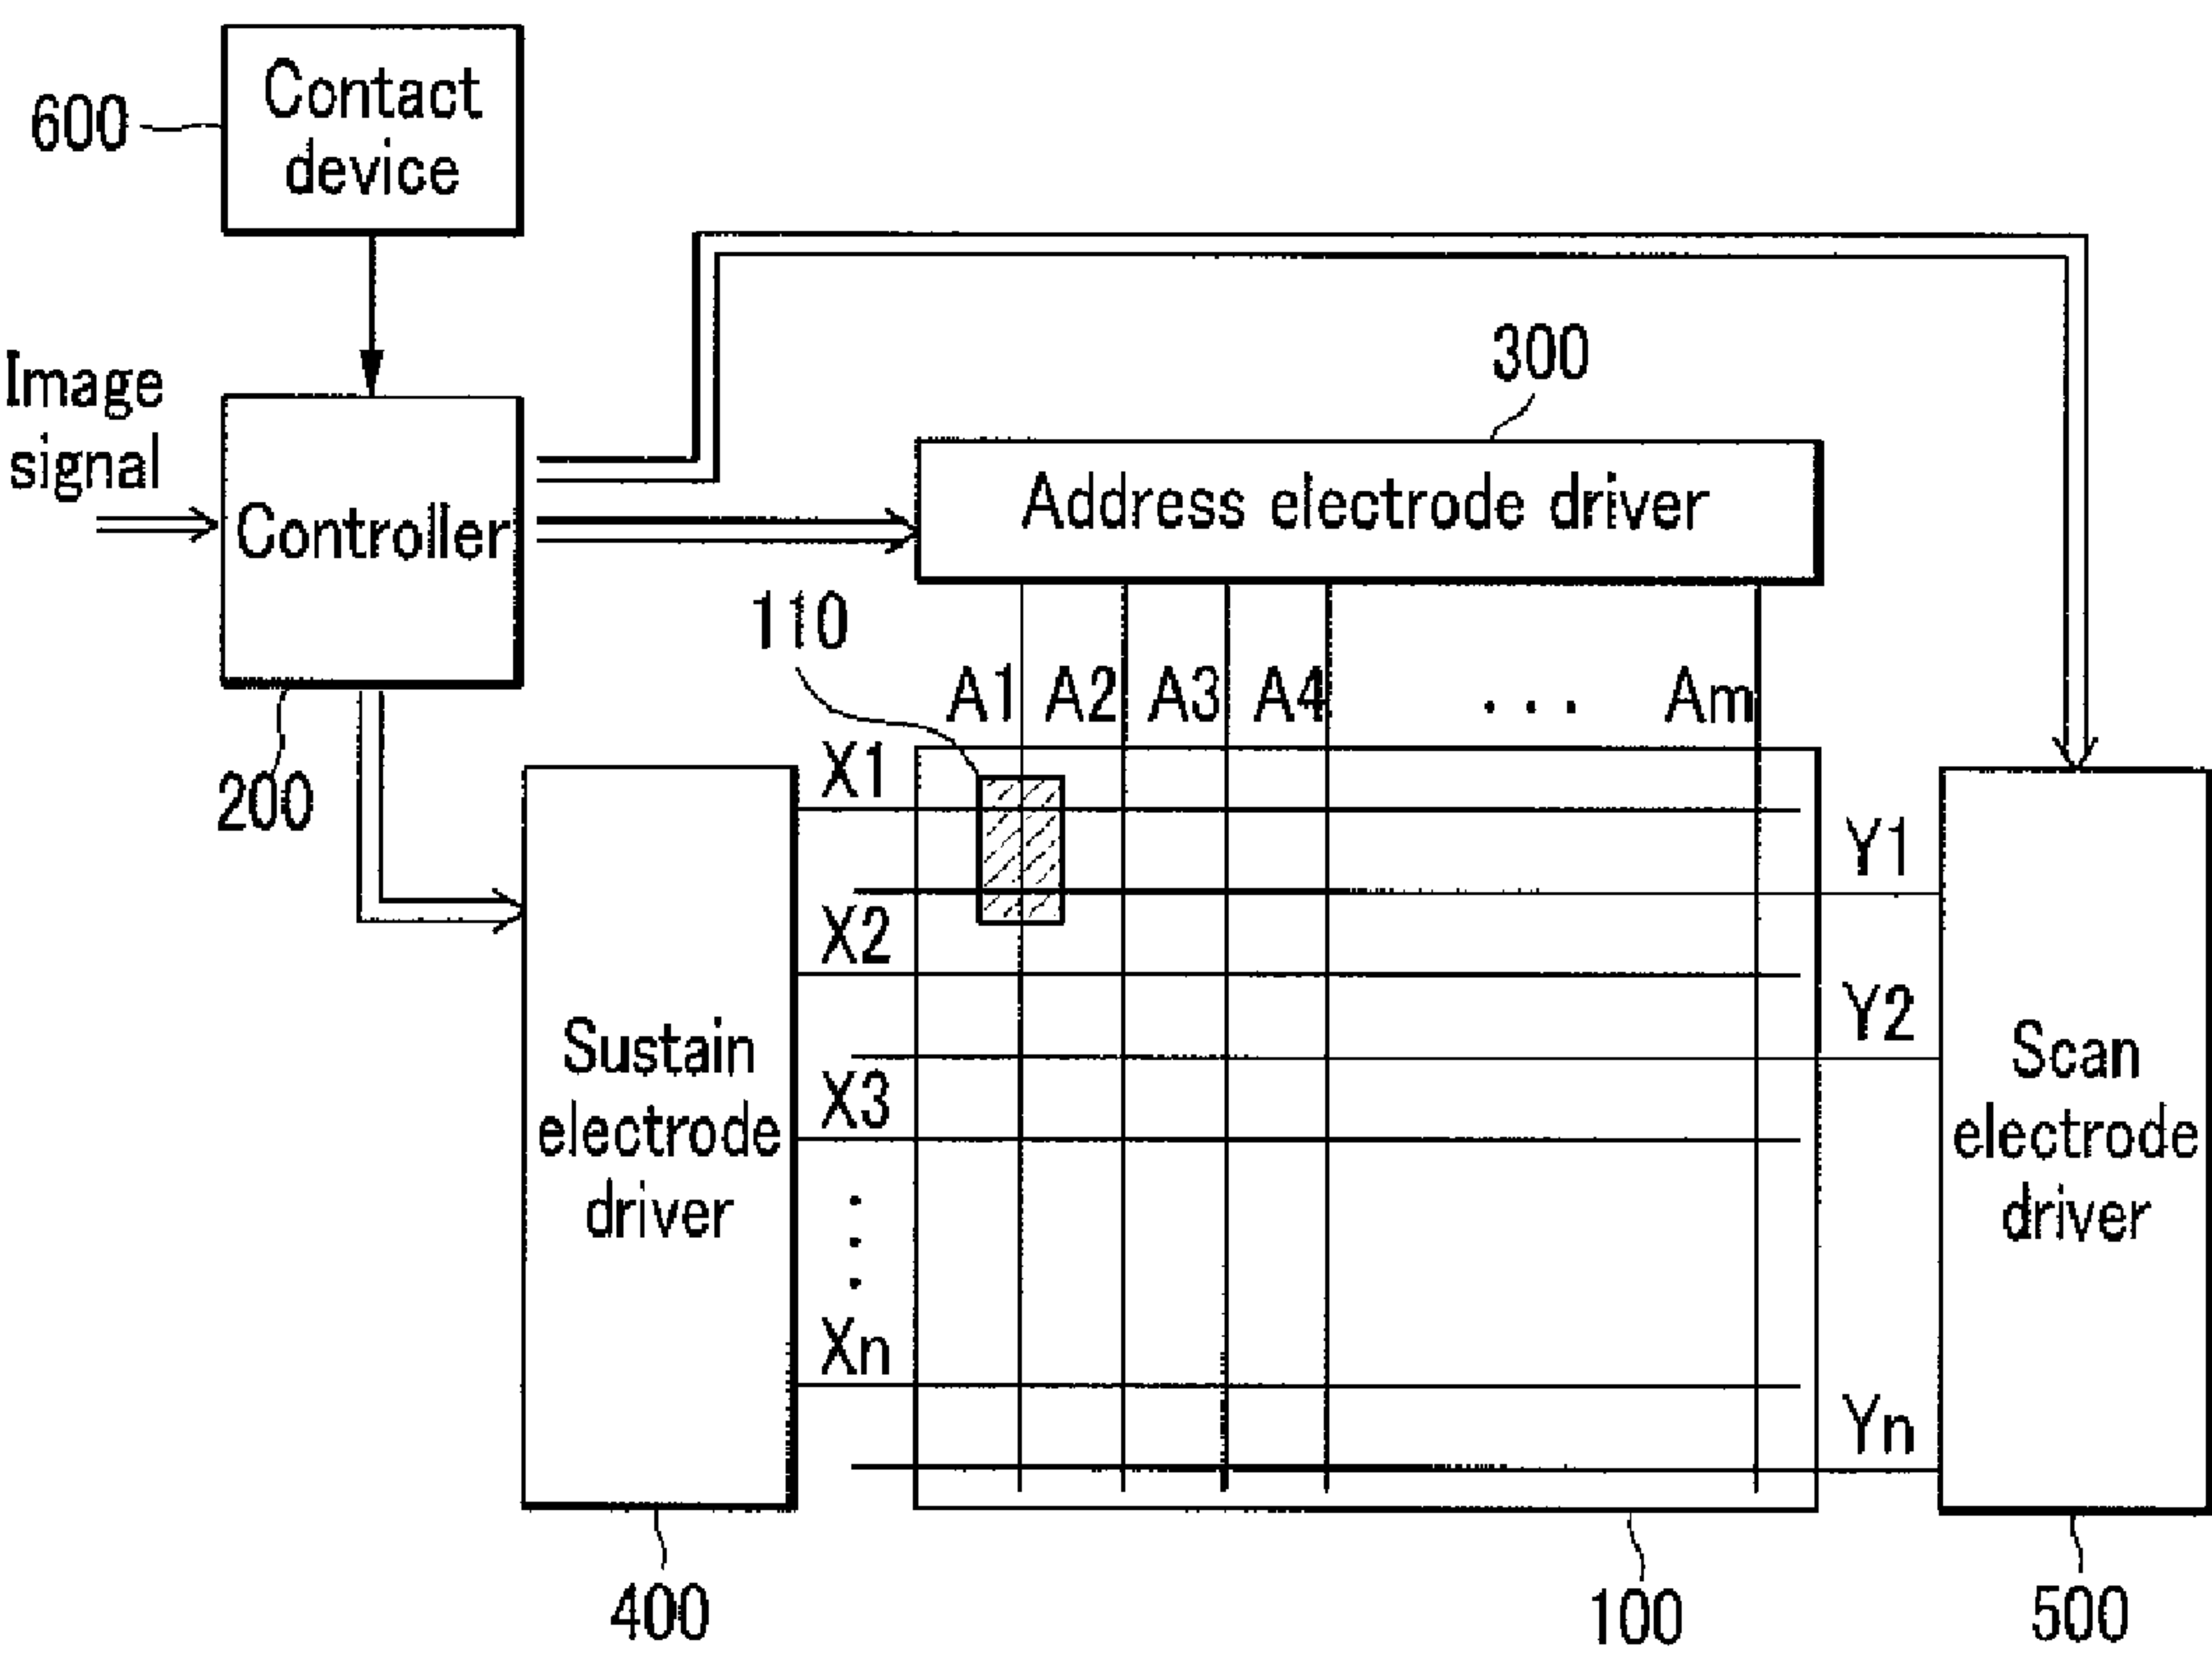 Contact
device
600
Image
signal
Controller
200
300
Address electrode driver
110
A1 A2 A3 A4 ... Am
X1
Y1
X2
Y2
X3
Xn
Yn
Sustain
electrode
driver
Scan
electrode
driver
400
100
500